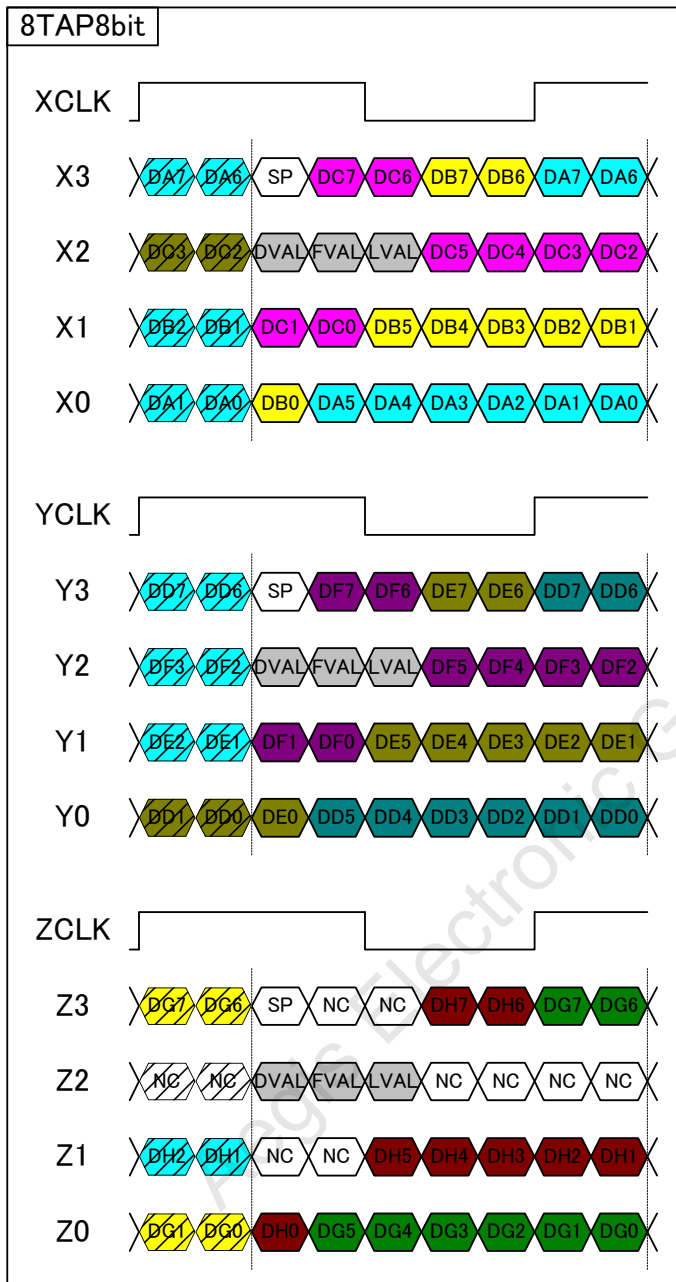 8TAP8bit
XCLK
X3 DA7 DA6 SP DC7 DC6 DB7 DB6 DA7 DA6
X2 DC3 DC2 DVAL FVAL LVAL DC5 DC4 DC3 DC2
X1 DB2 DB1 DC1 DC0 DB5 DB4 DB3 DB2 DB1
X0 DA1 DA0 DB0 DA5 DA4 DA3 DA2 DA1 DA0
YCLK
Y3 DD7 DD6 SP DF7 DF6 DE7 DE6 DD7 DD6
Y2 DF3 DF2 DVAL FVAL LVAL DF5 DF4 DF3 DF2
Y1 DE2 DE1 DF1 DF0 DE5 DE4 DE3 DE2 DE1
Y0 DD1 DD0 DE0 DD5 DD4 DD3 DD2 DD1 DD0
ZCLK
Z3 DG7 DG6 SP NC NC DH7 DH6 DG7 DG6
Z2 NC NC DVAL FVAL LVAL NC NC NC NC
Z1 DH2 DH1 NC NC DH5 DH4 DH3 DH2 DH1
Z0 DG1 DG0 DH0 DG5 DG4 DG3 DG2 DG1 DG0
Aegis Electronic G